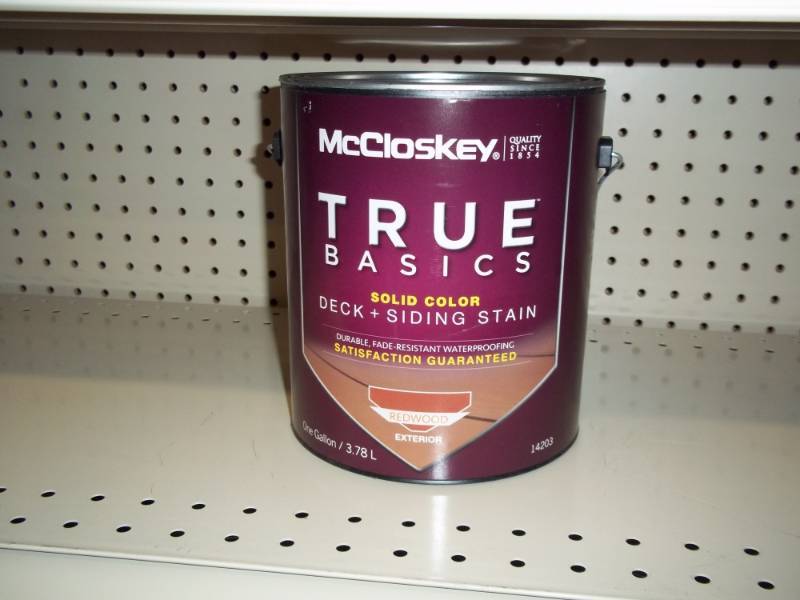 McCloskey®
QUALITY
SINCE
1854
TRUE™
BASICS
SOLID COLOR
DECK + SIDING STAIN
DURABLE, FADE-RESISTANT WATERPROOFING
SATISFACTION GUARANTEED
REDWOOD
EXTERIOR
One Gallon / 3.78 L
14203